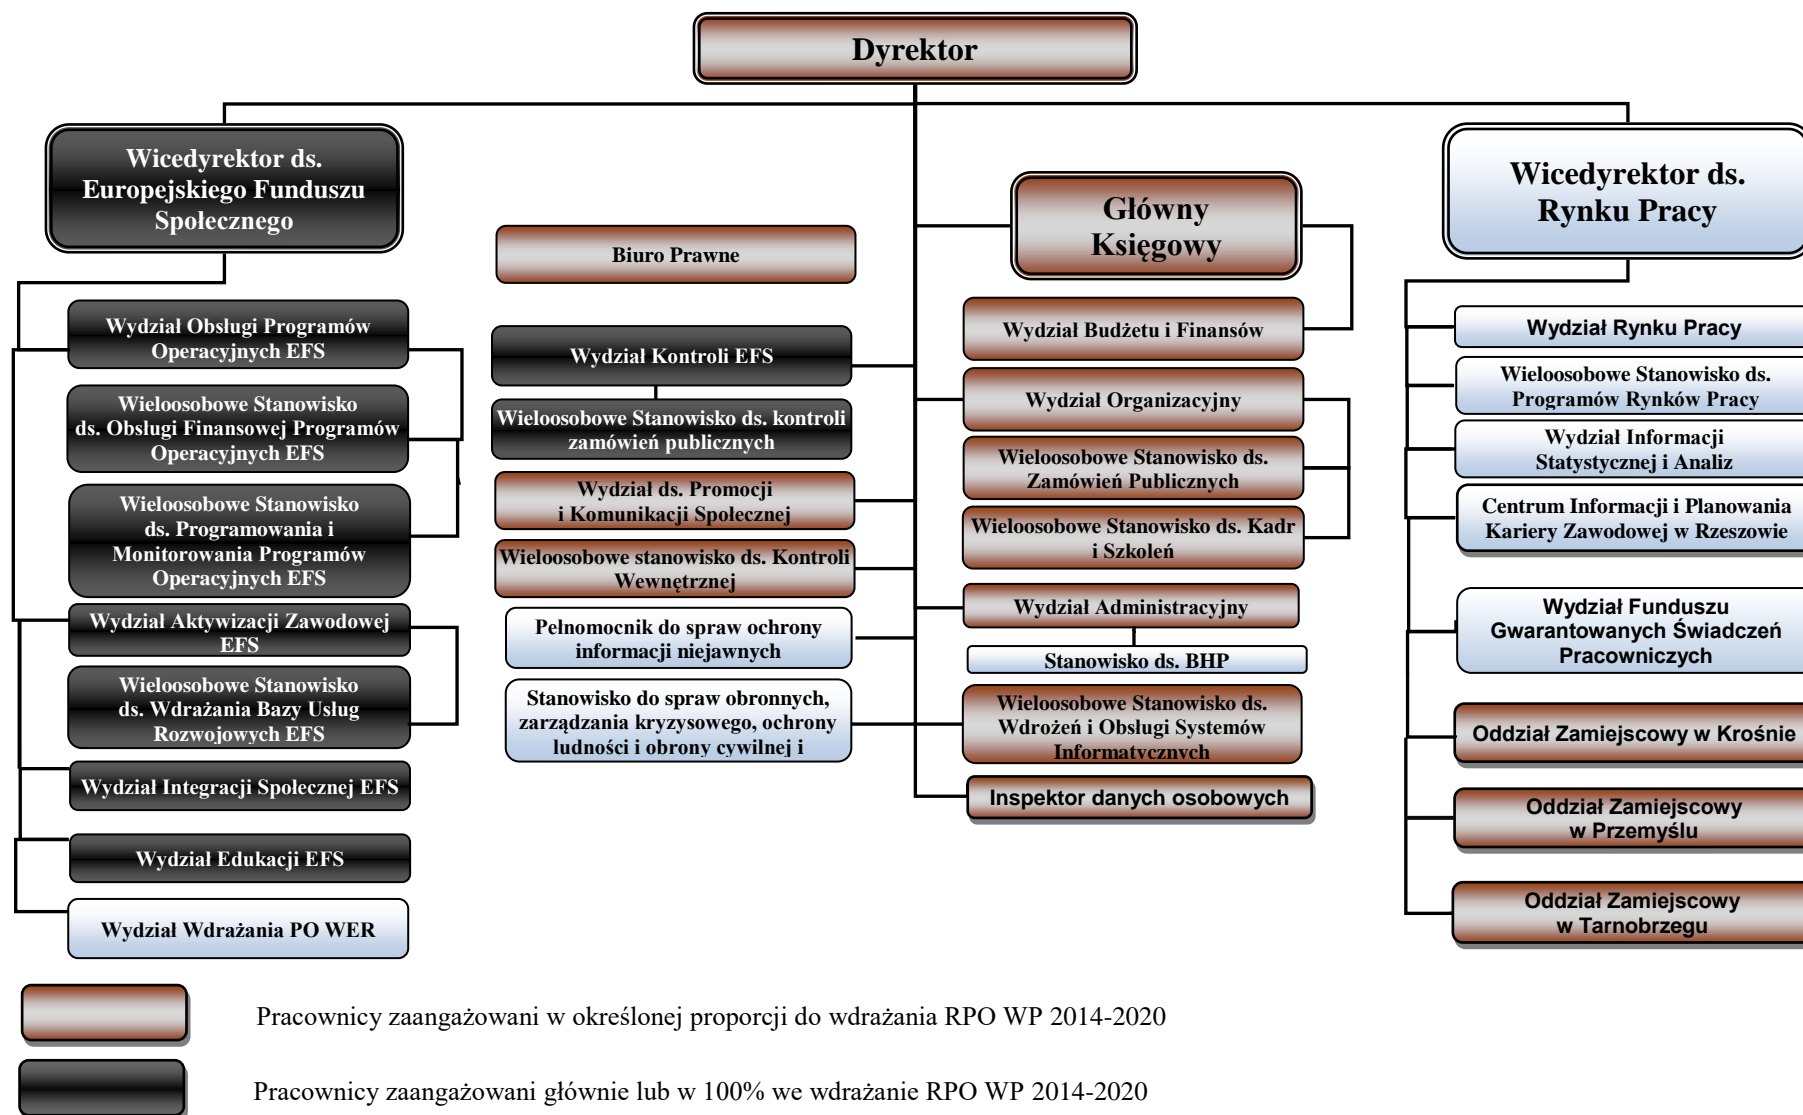 Dyrektor
Wicedyrektor ds.
Europejskiego Funduszu
Społecznego
Wydział Obsługi Programów
Operacyjnych EFS
Wieloosobowe Stanowisko
ds. Obsługi Finansowej Programów
Operacyjnych EFS
Wieloosobowe Stanowisko
ds. Programowania i
Monitorowania Programów
Operacyjnych EFS
Wydział Aktywizacji Zawodowej
EFS
Wieloosobowe Stanowisko
ds. Wdrażania Bazy Usług
Rozwojowych EFS
Wydział Integracji Społecznej EFS
Wydział Edukacji EFS
Wydział Wdrażania PO WER
Biuro Prawne
Wydział Kontroli EFS
Wieloosobowe Stanowisko ds. kontroli
zamówień publicznych
Wydział ds. Promocji
i Komunikacji Społecznej
Wieloosobowe stanowisko ds. Kontroli
Wewnętrznej
Pełnomocnik do spraw ochrony
informacji niejawnych
Stanowisko do spraw obronnych,
zarządzania kryzysowego, ochrony
ludności i obrony cywilnej i
Główny
Księgowy
Wydział Budżetu i Finansów
Wydział Organizacyjny
Wieloosobowe Stanowisko ds.
Zamówień Publicznych
Wieloosobowe Stanowisko ds. Kadr
i Szkoleń
Wydział Administracyjny
Stanowisko ds. BHP
Wieloosobowe Stanowisko ds.
Wdrożeń i Obsługi Systemów
Informatycznych
Inspektor danych osobowych
Wicedyrektor ds.
Rynku Pracy
Wydział Rynku Pracy
Wieloosobowe Stanowisko ds.
Programów Rynków Pracy
Wydział Informacji
Statystycznej i Analiz
Centrum Informacji i Planowania
Kariery Zawodowej w Rzeszowie
Wydział Funduszu
Gwarantowanych Świadczeń
Pracowniczych
Oddział Zamiejscowy w Krośnie
Oddział Zamiejscowy
w Przemyślu
Oddział Zamiejscowy
w Tarnobrzegu
Pracownicy zaangażowani w określonej proporcji do wdrażania RPO WP 2014-2020
Pracownicy zaangażowani głównie lub w 100% we wdrażanie RPO WP 2014-2020